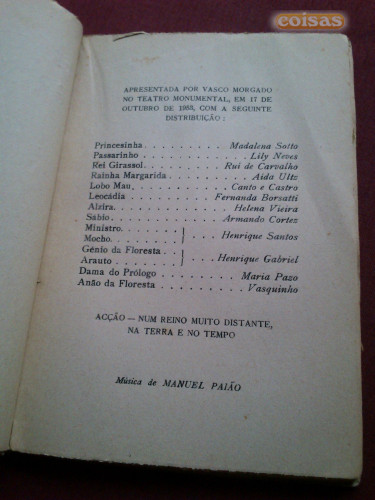 coisas
APRESENTADA POR VASCO MORGADO
NO TEATRO MONUMENTAL, EM 17 DE
OUTUBRO DE 1953, COM A SEGUINTE
DISTRIBUIÇÃO:
Princesinha . . . . . . . . . Madalena Sotto
Passarinho . . . . . . . . . . Lily Neves
Rei Girassol . . . . . . . . . Rui de Carvalho
Rainha Margarida . . . . . . . Aida Ultz
Lobo Mau . . . . . . . . . Canto e Castro
Leocádia . . . . . . . . Fernanda Borsatti
Alzira . . . . . . . . . . Helena Vieira
Sábio . . . . . . . . . . Armando Cortez
Ministro . . . . . . .
Mocho . . . . . . . . } . . . Henrique Santos
Génio da Floresta . .
Arauto . . . . . . . } . . . Henrique Gabriel
Dama do Prólogo . . . . . . . Maria Pazo
Anão da Floresta . . . . . . . Vasquinho
ACÇÃO — NUM REINO MUITO DISTANTE,
NA TERRA E NO TEMPO
Música de MANUEL PAIÃO